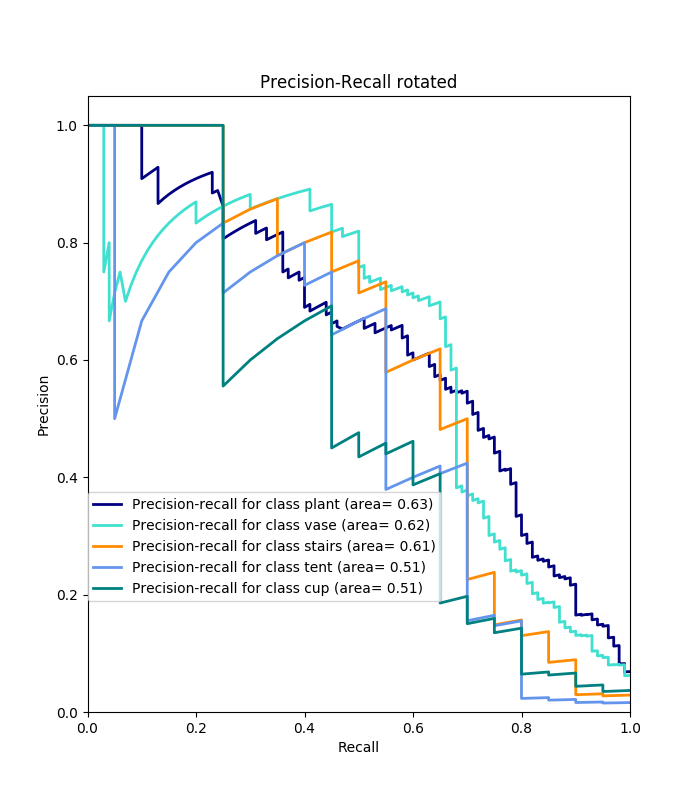 Precision-Recall rotated
1.0
0.8
0.6
0.4
0.2
0.0
Precision
Precision-recall for class plant (area= 0.63)
Precision-recall for class vase (area= 0.62)
Precision-recall for class stairs (area= 0.61)
Precision-recall for class tent (area= 0.51)
Precision-recall for class cup (area= 0.51)
0.0 0.2 0.4 0.6 0.8 1.0
Recall